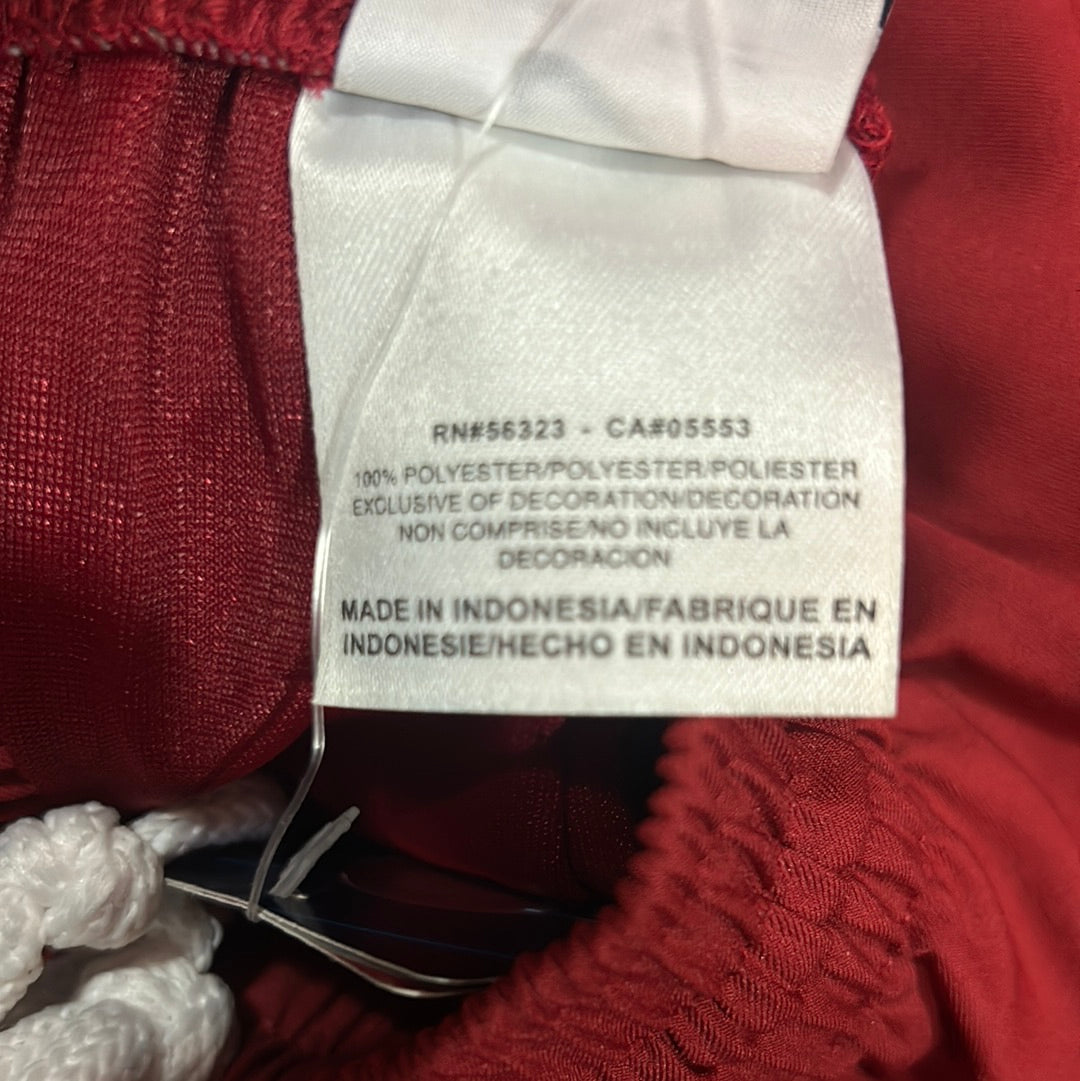 RN#56323 - CA#05553
100% POLYESTER/POLYESTER/POLIESTER
EXCLUSIVE OF DECORATION/DECORATION
NON COMPRISE/NO INCLUYE LA
DECORACION
MADE IN INDONESIA/FABRIQUE EN
INDONESIE/HECHO EN INDONESIA